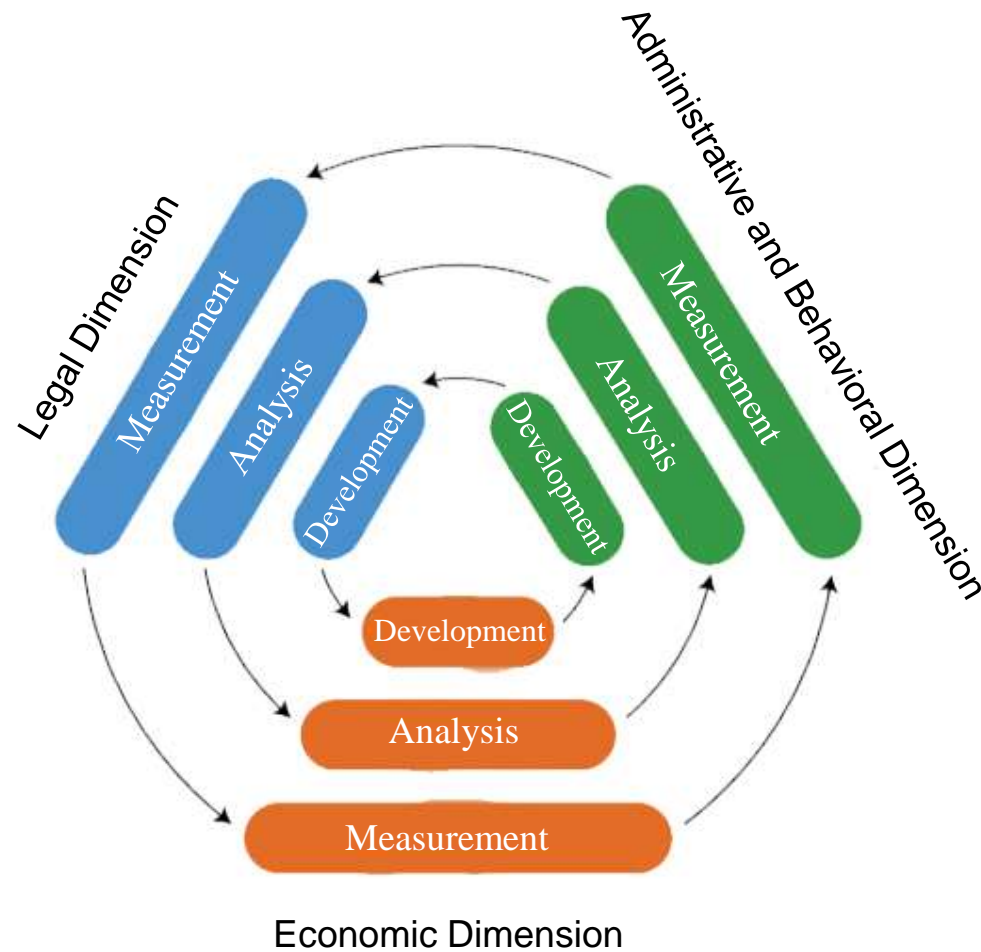 Administrative and Behavioral Dimension
Legal Dimension
Measurement
Analysis
Development
Measurement
Analysis
Development
Development
Analysis
Measurement
Economic Dimension